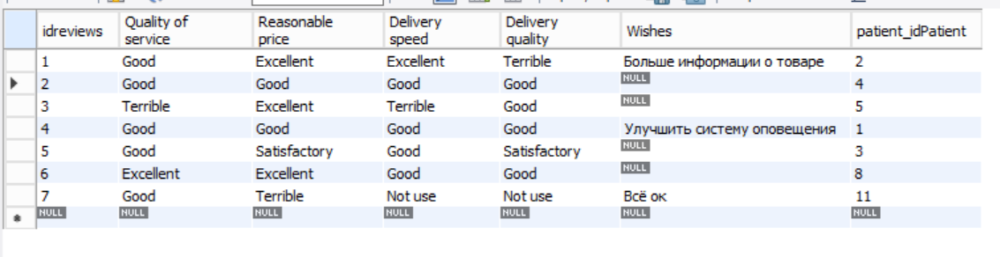 idreviews Quality of service Reasonable price Delivery speed Delivery quality Wishes patient_idPatient
1 Good Excellent Excellent Terrible Больше информации о товаре 2
2 Good Good Good Good NULL 4
3 Terrible Excellent Terrible Good NULL 5
4 Good Good Good Good Улучшить систему оповещения 1
5 Good Satisfactory Good Satisfactory NULL 3
6 Excellent Excellent Good Good NULL 8
7 Good Terrible Not use Not use Всё ок 11
NULL NULL NULL NULL NULL NULL NULL